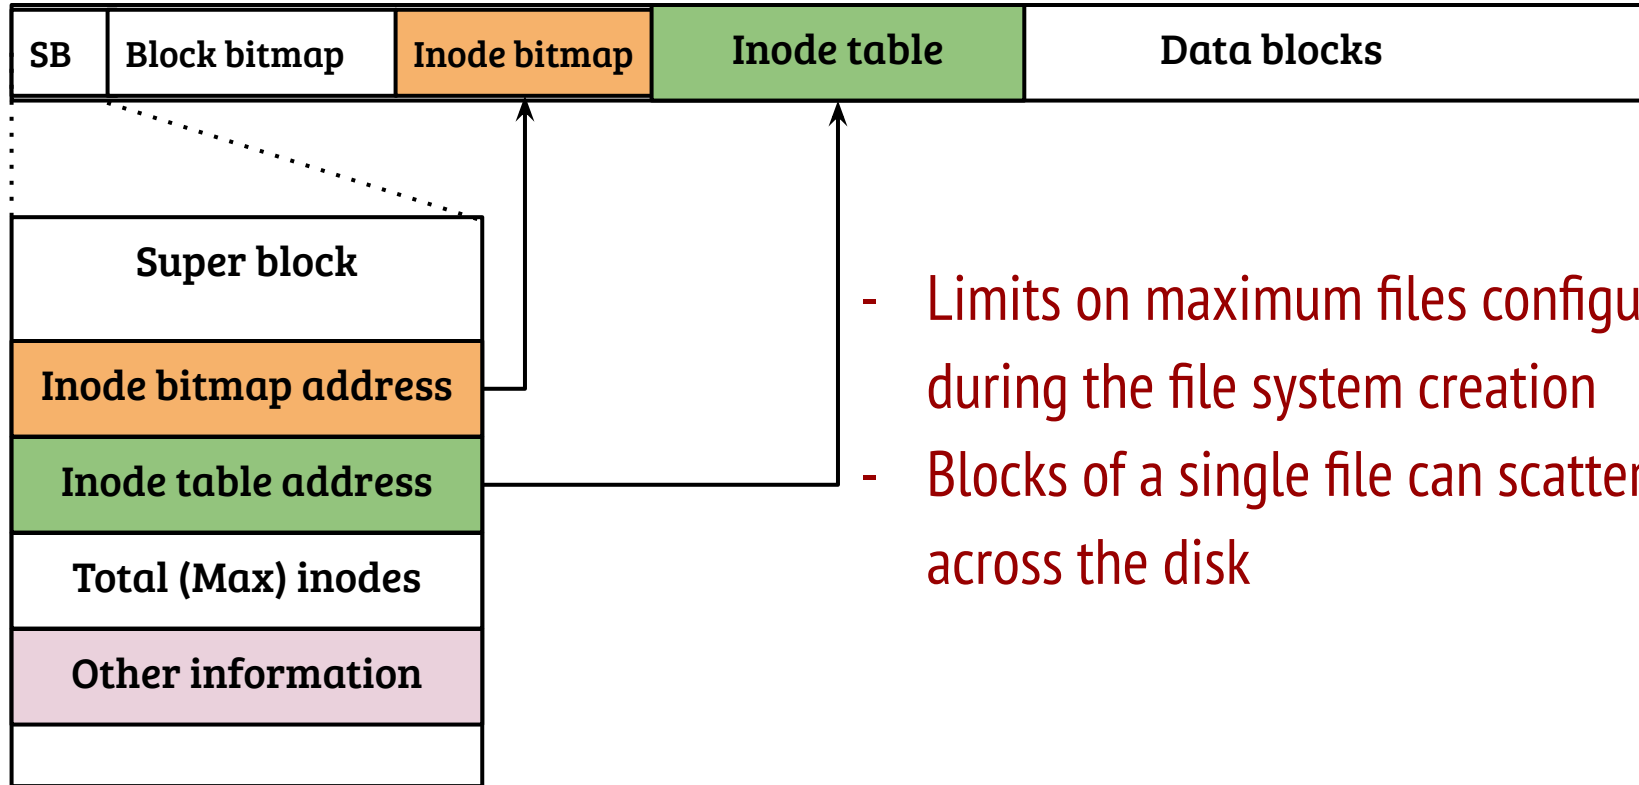 SB Block bitmap Inode bitmap Inode table Data blocks
Super block
Inode bitmap address
Inode table address
Total (Max) inodes
Other information
- Limits on maximum files
during the file system creation
- Blocks of a single file can scatter
across the disk